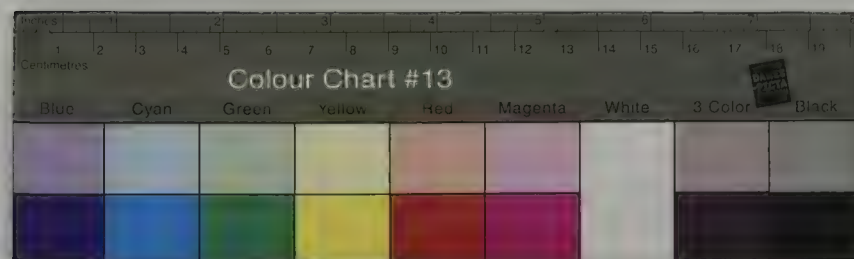 Inches 1 2 3 4 5 6 7 8
1 2 3 4 5 6 7 8 9 10 11 12 13 14 15 16 17 18 19
Centimetres
Colour Chart #13
Blue Cyan Green Yellow Red Magenta White 3 Color Black